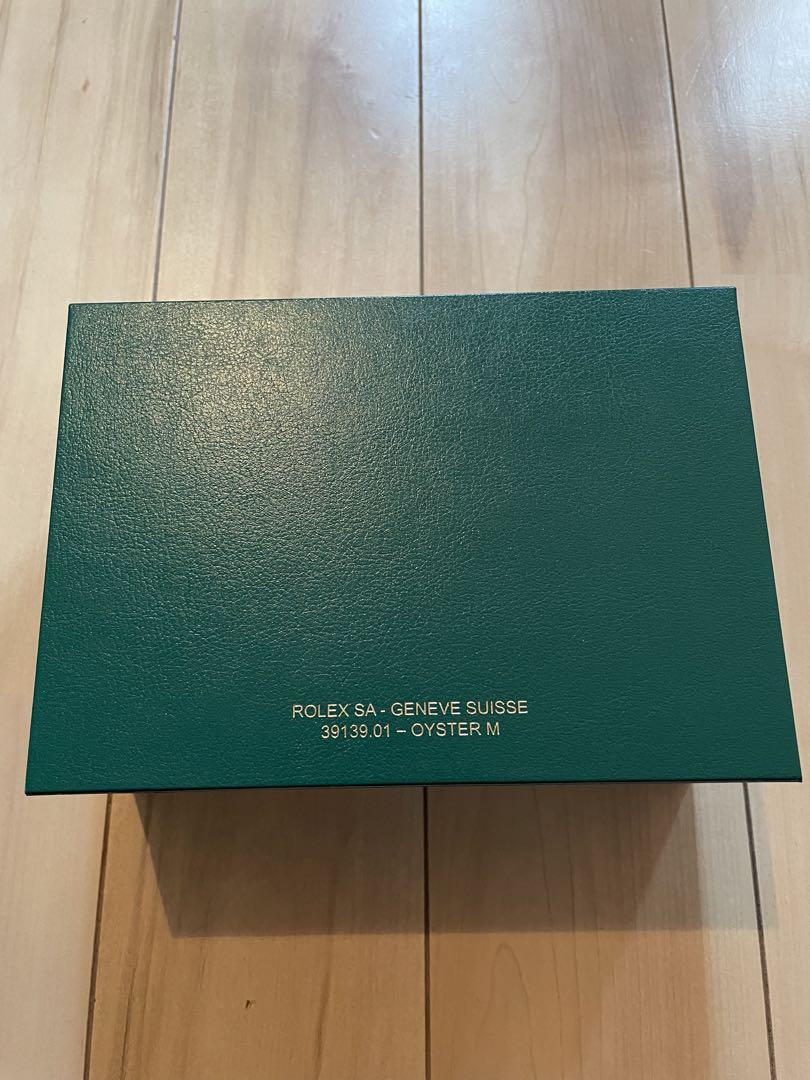 ROLEX SA - GENEVE SUISSE
39139.01 – OYSTER M